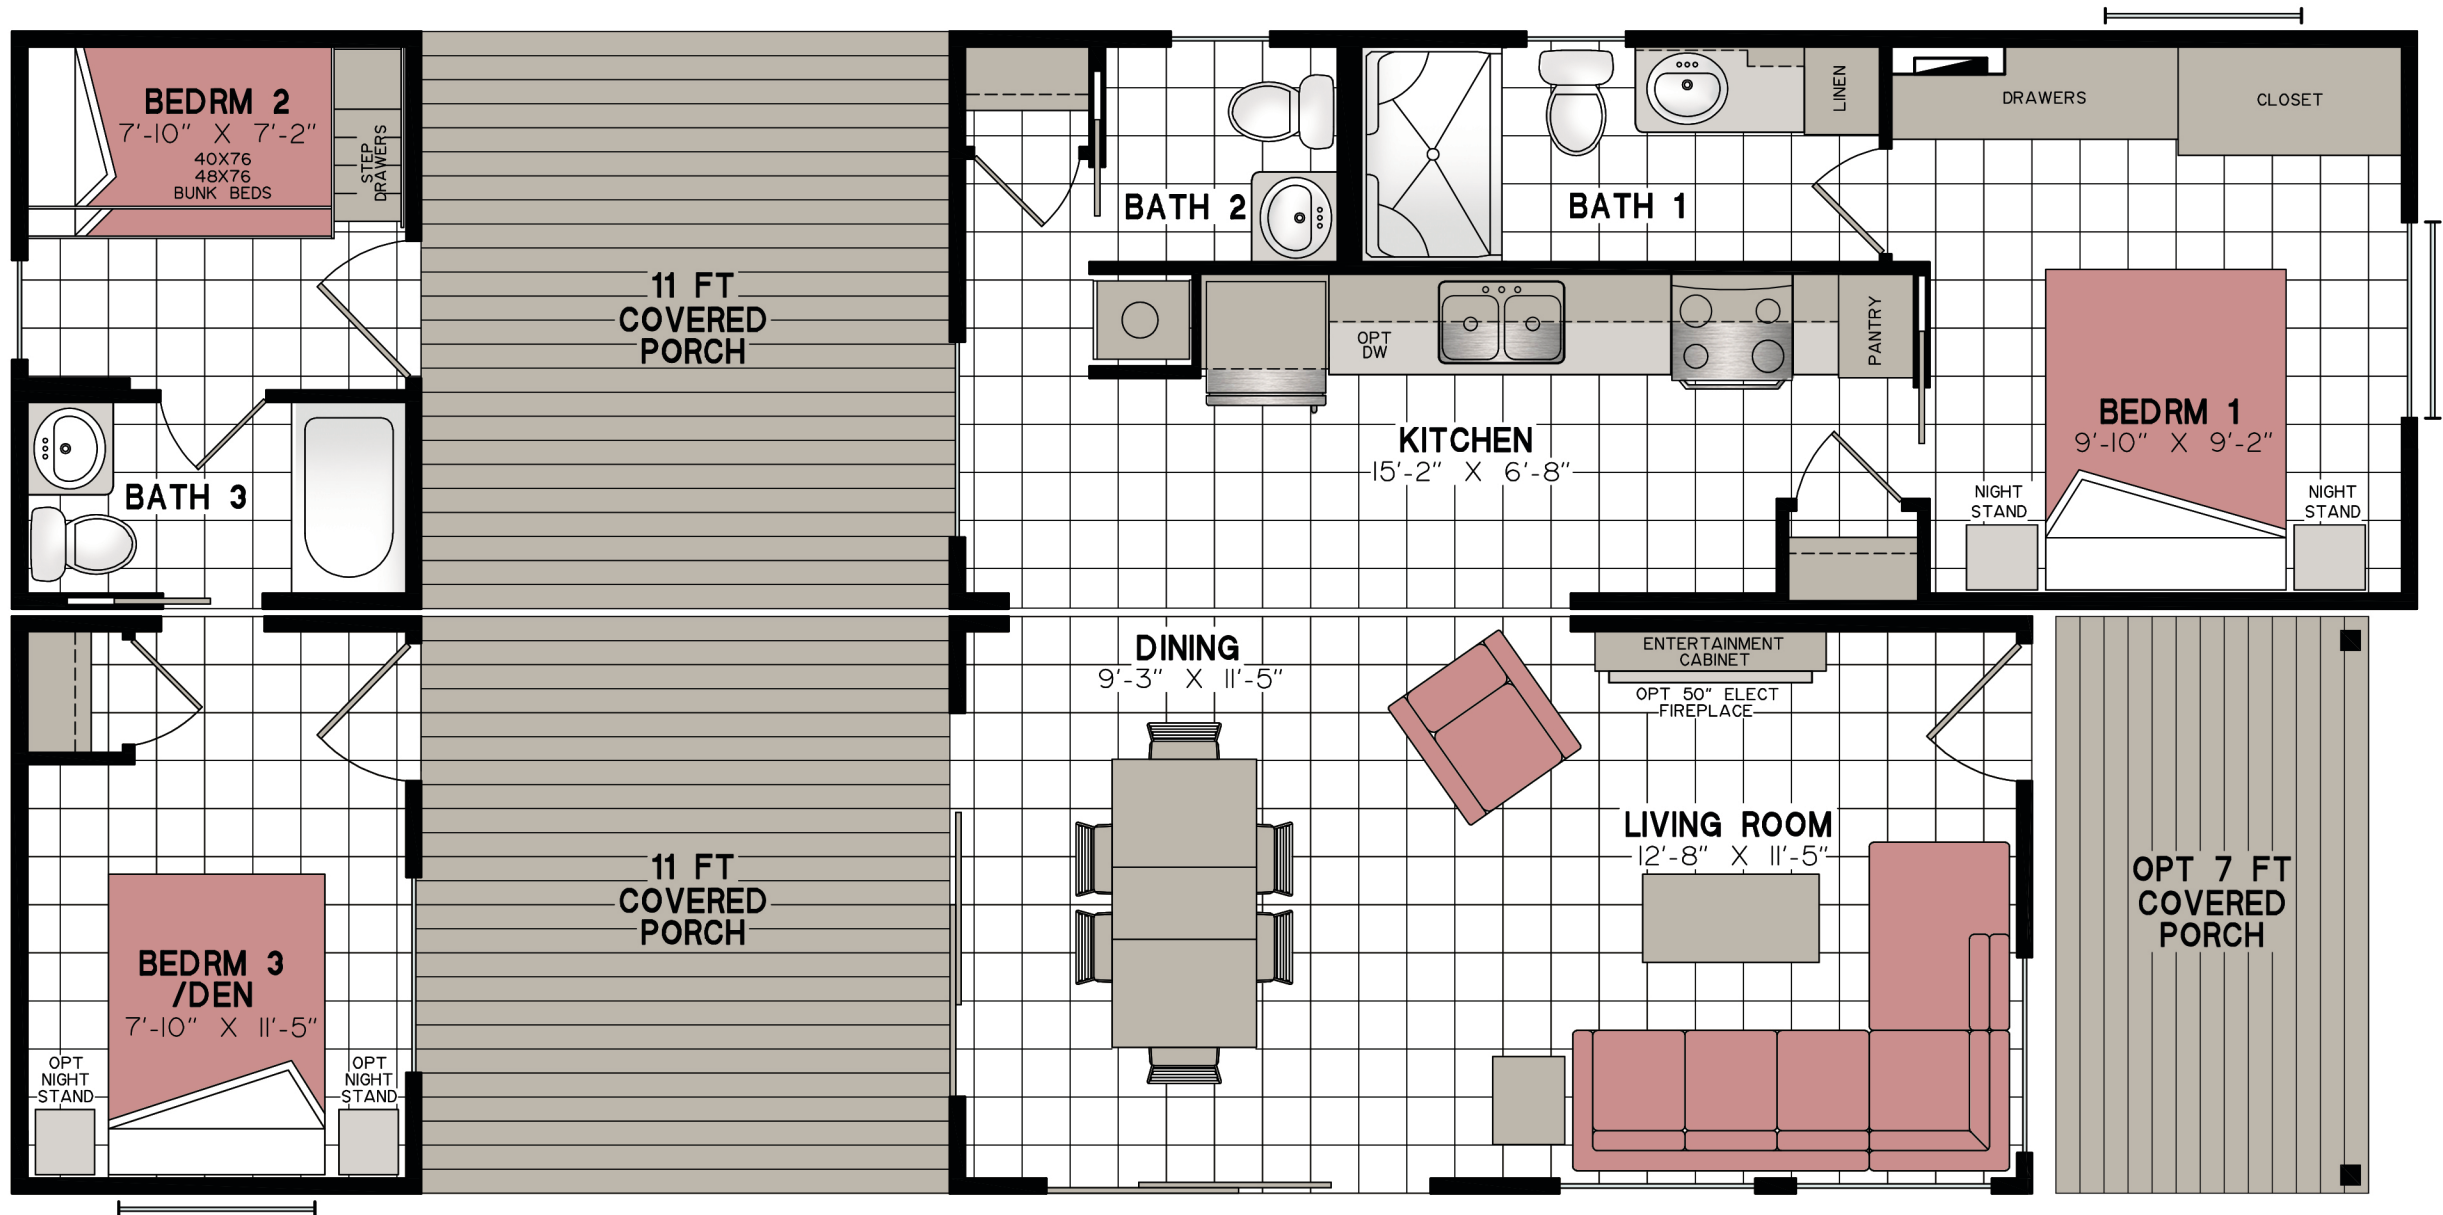 BEDRM 2
7'-10" X 7'-2"
40X76
48X76
BUNK BEDS
STEP
DRAWERS
11 FT
COVERED
PORCH
BATH 2
BATH 1
LINEN
DRAWERS
CLOSET
OPT
DW
PANTRY
KITCHEN
15'-2" X 6'-8"
BEDRM 1
9'-10" X 9'-2"
NIGHT
STAND
NIGHT
STAND
BATH 3
DINING
9'-3" X 11'-5"
ENTERTAINMENT
CABINET
OPT 50" ELECT
FIREPLACE
LIVING ROOM
12'-8" X 11'-5"
11 FT
COVERED
PORCH
OPT 7 FT
COVERED
PORCH
BEDRM 3
/DEN
7'-10" X 11'-5"
OPT
NIGHT
STAND
OPT
NIGHT
STAND